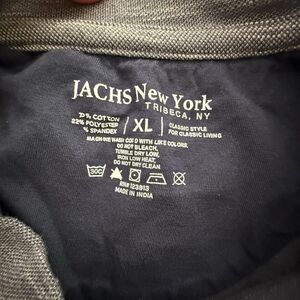 JACHS New York
TRIBECA, NY
COTTON
22% POLYESTER
% SPANDEX
XL
CLASSIC STYLE
FOR CLASSIC LIVING
MACHINE WASH COLD WITH LIKE COLORS.
DO NOT BLEACH.
TUMBLE DRY LOW.
IRON LOW HEAT.
DO NOT DRY CLEAN
30C
RN# 123813
MADE IN INDIA